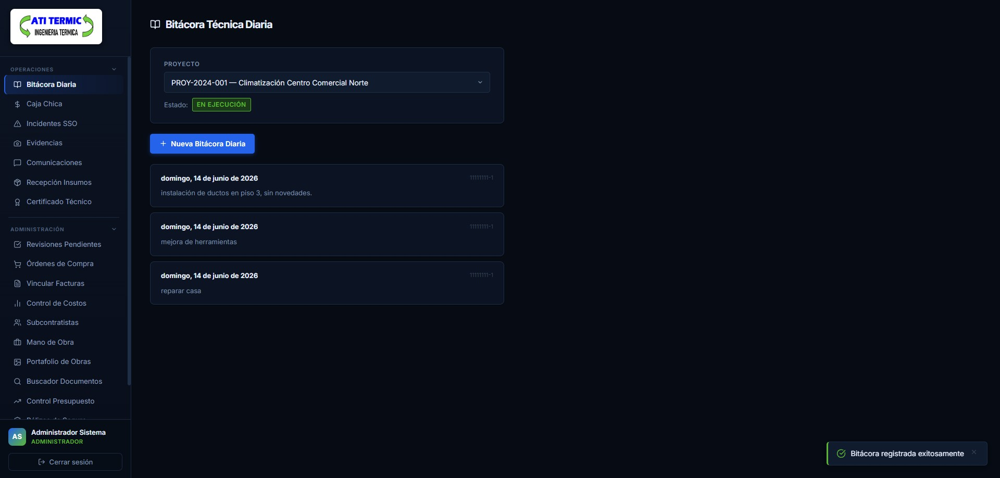 ATI TERMIC
INGENIERIA TERMICA
OPERACIONES
Bitácora Diaria
Caja Chica
Incidentes SSO
Evidencias
Comunicaciones
Recepción Insumos
Certificado Técnico
ADMINISTRACIÓN
Revisiones Pendientes
Órdenes de Compra
Vincular Facturas
Control de Costos
Subcontratistas
Mano de Obra
Portafolio de Obras
Buscador Documentos
Control Presupuesto
AS
Administrador Sistema
ADMINISTRADOR
Cerrar sesión
Bitácora Técnica Diaria
PROYECTO
PROY-2024-001 — Climatización Centro Comercial Norte
Estado: EN EJECUCIÓN
+ Nueva Bitácora Diaria
domingo, 14 de junio de 2026 11111111-1
instalación de ductos en piso 3, sin novedades.
domingo, 14 de junio de 2026 11111111-1
mejora de herramientas
domingo, 14 de junio de 2026 11111111-1
reparar casa
Bitácora registrada exitosamente